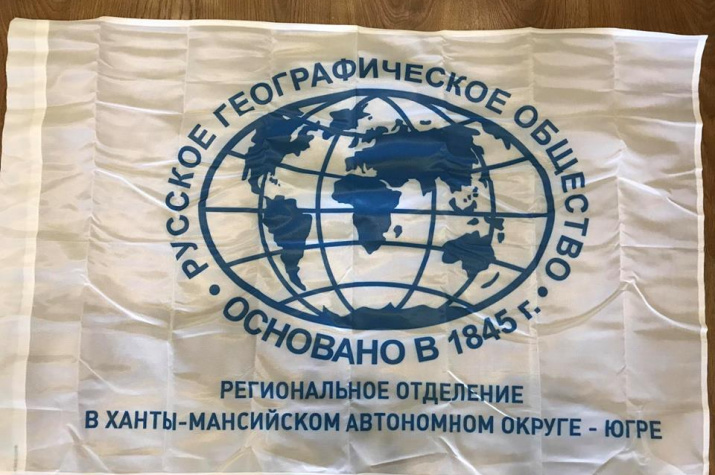 РУССКОЕ ГЕОГРАФИЧЕСКОЕ ОБЩЕСТВО
• ОСНОВАНО В 1845 г. •
РЕГИОНАЛЬНОЕ ОТДЕЛЕНИЕ
В ХАНТЫ-МАНСИЙСКОМ АВТОНОМНОМ ОКРУГЕ - ЮГРЕ